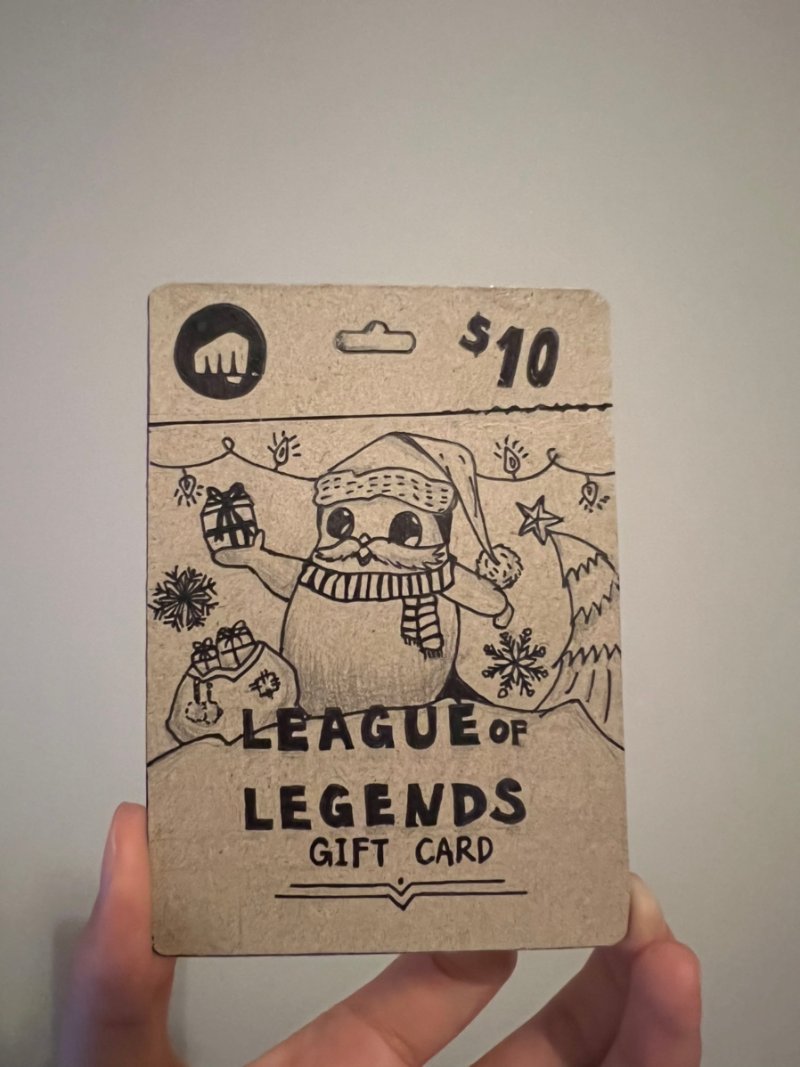 $10
LEAGUE OF
LEGENDS
GIFT CARD